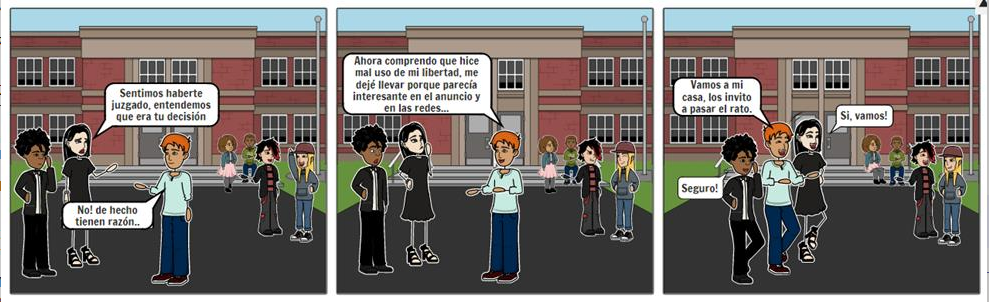 Sentimos haberte
juzgado, entendemos
que era tu decisión
No! de hecho
tienen razón..
Ahora comprendo que hice
mal uso de mi libertad, me
dejé llevar porque parecía
interesante en el anuncio y
en las redes...
Vamos a mi
casa, los invito
a pasar el rato.
Si, vamos!
Seguro!